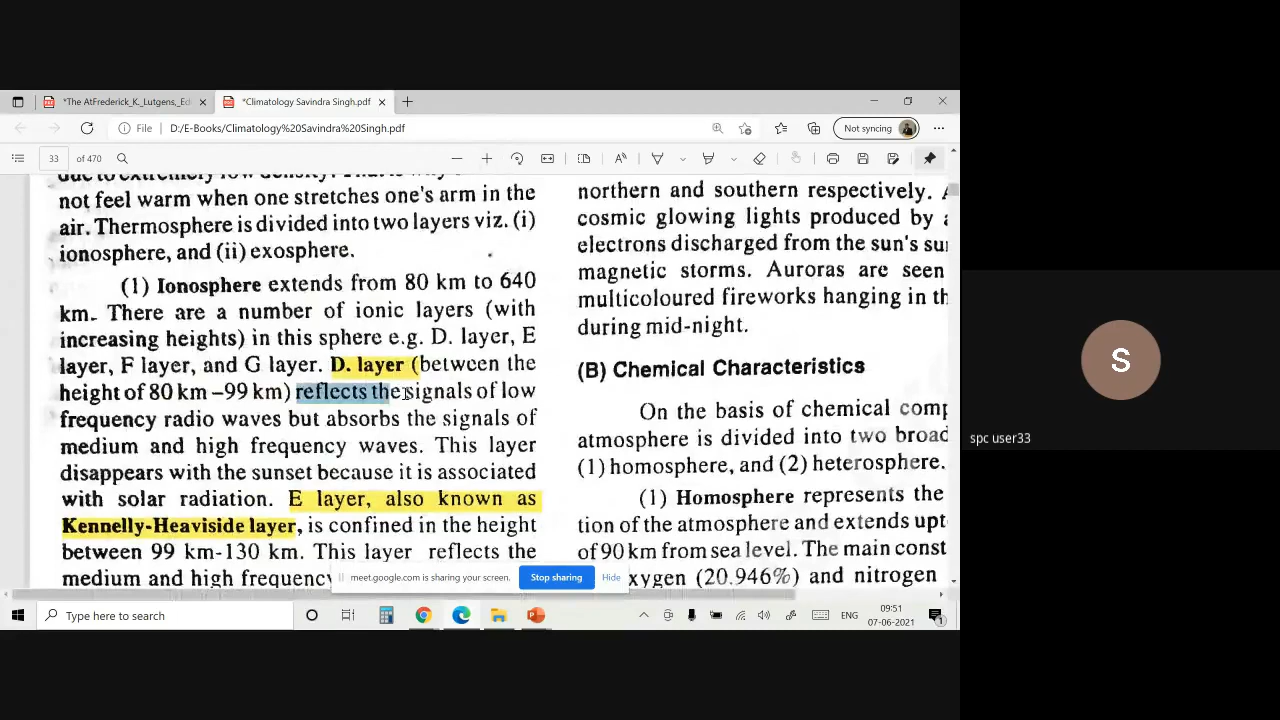 *The AtFrederick_K._Lutgens,_Ed
*Climatology Savindra Singh.pdf
File
D:/E-Books/Climatology%20Savindra%20Singh.pdf
Not syncing
33 of 470
not feel warm when one stretches one's arm in the
air. Thermosphere is divided into two layers viz. (i)
ionosphere, and (ii) exosphere.
(1) Ionosphere extends from 80 km to 640
km. There are a number of ionic layers (with
increasing heights) in this sphere e.g. D. layer, E
layer, F layer, and G layer. D. layer (between the
height of 80 km –99 km) reflects the signals of low
frequency radio waves but absorbs the signals of
medium and high frequency waves. This layer
disappears with the sunset because it is associated
with solar radiation. E layer, also known as
Kennelly-Heaviside layer, is confined in the height
between 99 km-130 km. This layer reflects the
medium and high frequency
northern and southern respectively.
cosmic glowing lights produced by
electrons discharged from the sun's su
magnetic storms. Auroras are seen
multicoloured fireworks hanging in th
during mid-night.
(B) Chemical Characteristics
On the basis of chemical comp
atmosphere is divided into two broad
(1) homosphere, and (2) heterosphere.
(1) Homosphere represents the
tion of the atmosphere and extends upt
of 90 km from sea level. The main const
xygen (20.946%) and nitrogen
meet.google.com is sharing your screen.
Stop sharing
Hide
Type here to search
ENG
09:51
07-06-2021
1
S
spc user33